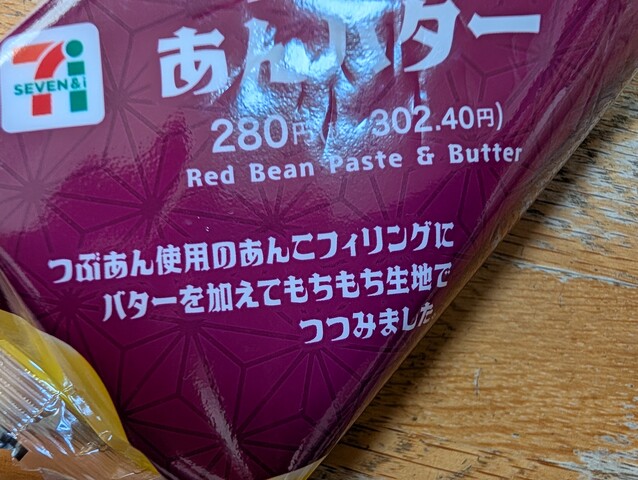 あんバター
SEVEN&i
280円( 302.40円)
Red Bean Paste & Butter
つぶあん使用のあんこフィリングに
バターを加えてもちもち生地で
つつみました